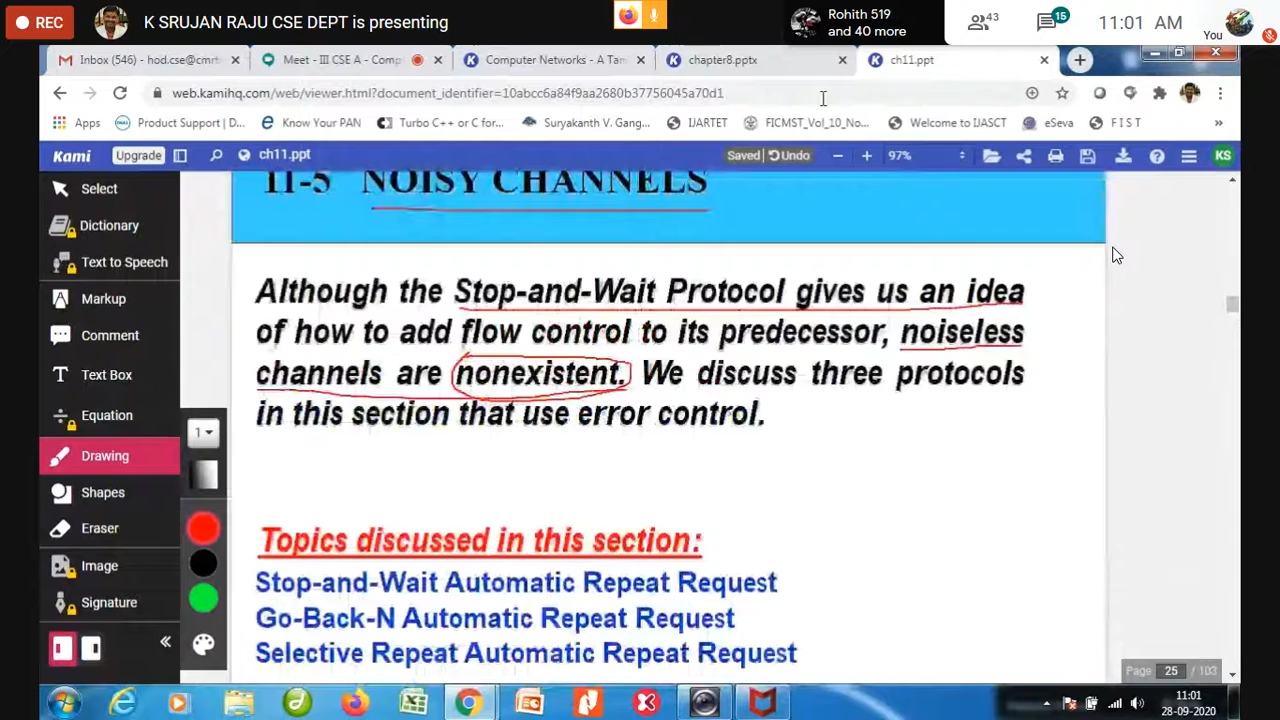 REC
K SRUJAN RAJU CSE DEPT is presenting
Rohith 519
and 40 more
43
15
11:01 AM
You
Inbox (546) - hod.cse@cmrt
Meet - III CSE A - Comp
Computer Networks - A Tan
chapter8.pptx
ch11.ppt
web.kamihq.com/web/viewer.html?document_identifier=10abcc6a84f9aa2680b37756045a70d1
Apps
Product Support - D...
Know Your PAN
Turbo C++ or C for...
Suryakanth V. Gang...
IJARTET
FICMST_Vol_10_No...
Welcome to IJASCT
eSeva
F I S T
»
Kami
Upgrade
ch11.ppt
Saved
Undo
97%
KS
Select
Dictionary
Text to Speech
Markup
Comment
Text Box
Equation
Drawing
Shapes
Eraser
Image
Signature
1
11-5 NOISY CHANNELS
Although the Stop-and-Wait Protocol gives us an idea
of how to add flow control to its predecessor, noiseless
channels are nonexistent. We discuss three protocols
in this section that use error control.
Topics discussed in this section:
Stop-and-Wait Automatic Repeat Request
Go-Back-N Automatic Repeat Request
Selective Repeat Automatic Repeat Request
Page 25 / 103
11:01
28-09-2020